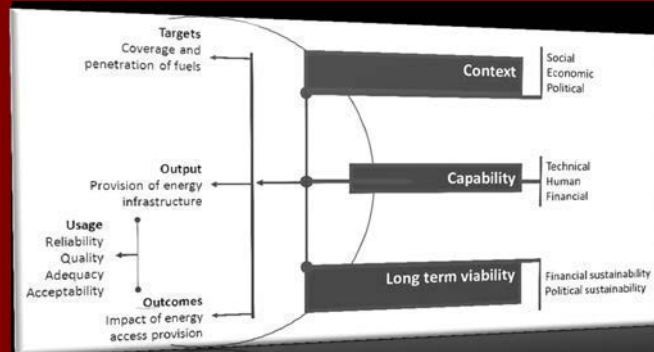 Targets
Coverage and
penetration of fuels
Output
Provision of energy
infrastructure
Usage
Reliability
Quality
Adequacy
Acceptability
Outcomes
Impact of energy
access provision
Context
Social
Economic
Political
Capability
Technical
Human
Financial
Long term viability
Financial sustainability
Political sustainability